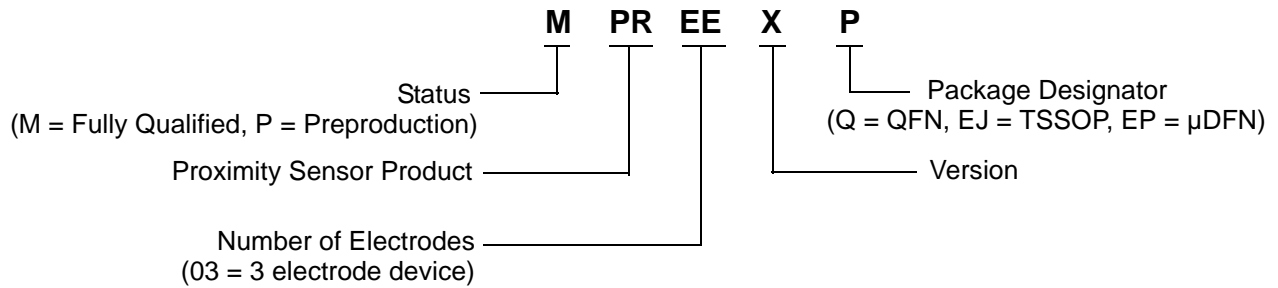 M PR EE X P
Status
(M = Fully Qualified, P = Preproduction)
Package Designator
(Q = QFN, EJ = TSSOP, EP = µDFN)
Proximity Sensor Product
Version
Number of Electrodes
(03 = 3 electrode device)